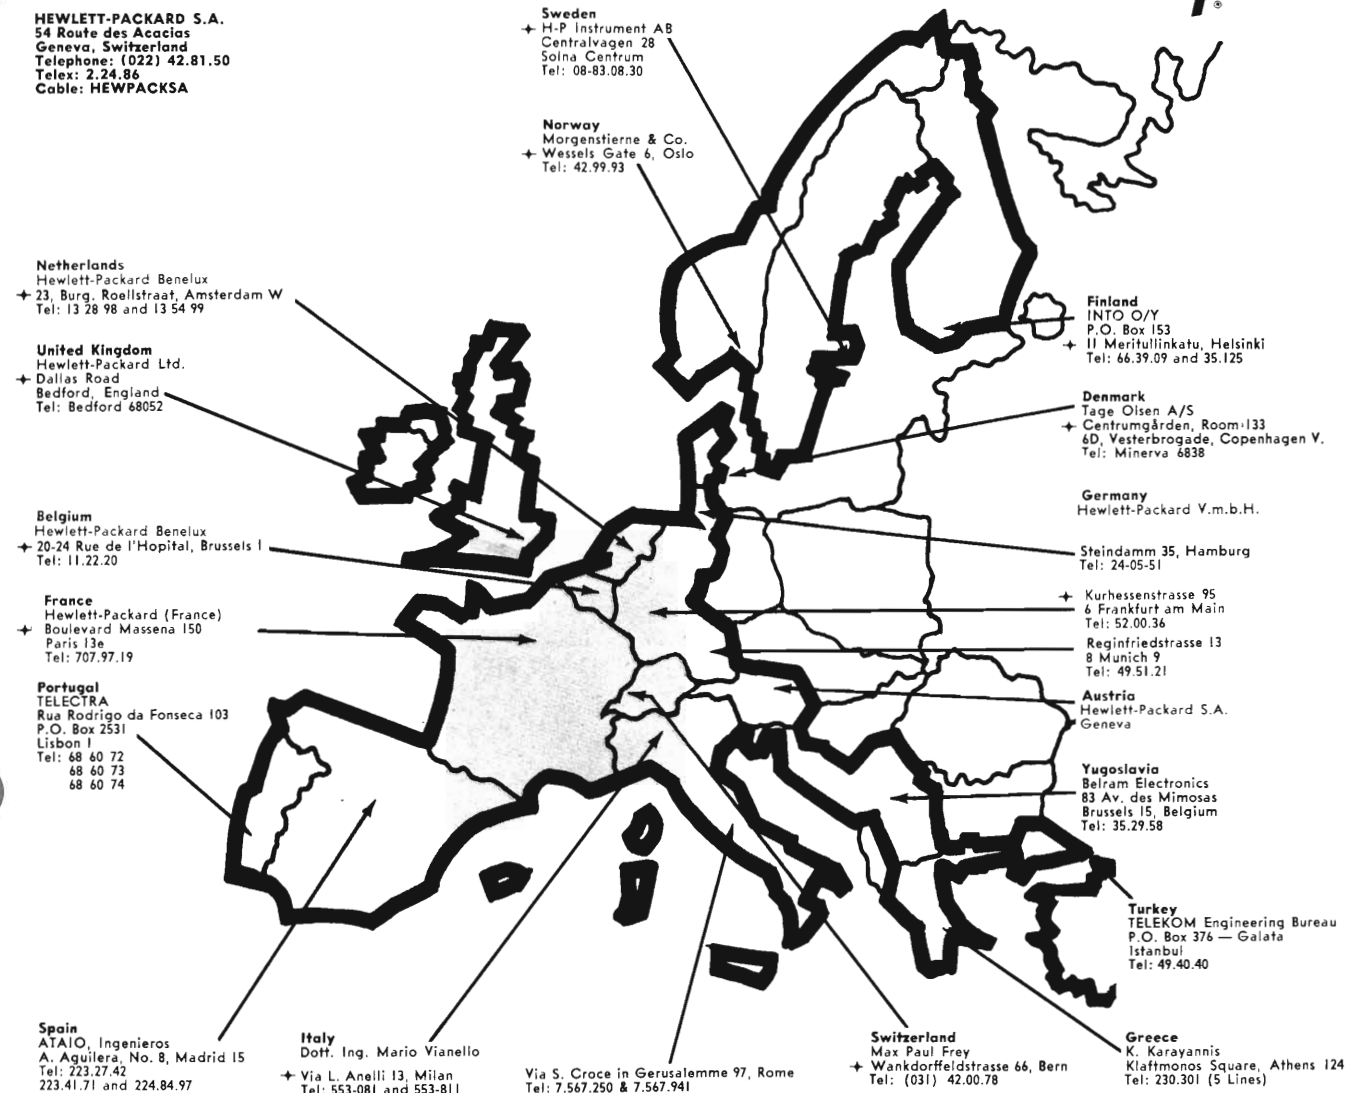 HEWLETT-PACKARD S.A.
54 Route des Acacias
Geneva, Switzerland
Telephone: (022) 42.81.50
Telex: 2.24.86
Cable: HEWPACKSA
®
Sweden
H-P Instrument AB
Centralvagen 28
Solna Centrum
Tel: 08-83.08.30
Norway
Morgenstierne & Co.
Wessels Gate 6, Oslo
Tel: 42.99.93
Netherlands
Hewlett-Packard Benelux
23, Burg. Roellstraat, Amsterdam W
Tel: 13 28 98 and 13 54 99
United Kingdom
Hewlett-Packard Ltd.
Dallas Road
Bedford, England
Tel: Bedford 68052
Belgium
Hewlett-Packard Benelux
20-24 Rue de l'Hopital, Brussels 1
Tel: 11.22.20
France
Hewlett-Packard (France)
Boulevard Massena 150
Paris 13e
Tel: 707.97.19
Portugal
TELECTRA
Rua Rodrigo da Fonseca 103
P.O. Box 2531
Lisbon 1
Tel: 68 60 72
68 60 73
68 60 74
Finland
INTO O/Y
P.O. Box 153
11 Meritullinkatu, Helsinki
Tel: 66.39.09 and 35.125
Denmark
Tage Olsen A/S
Centrumgården, Room 133
6D, Vesterbrogade, Copenhagen V.
Tel: Minerva 6838
Germany
Hewlett-Packard V.m.b.H.
Steindamm 35, Hamburg
Tel: 24-05-51
Kurhessenstrasse 95
6 Frankfurt am Main
Tel: 52.00.36
Reginfriedstrasse 13
8 Munich 9
Tel: 49.51.21
Austria
Hewlett-Packard S.A.
Geneva
Yugoslavia
Belram Electronics
83 Av. des Mimosas
Brussels 15, Belgium
Tel: 35.29.58
Turkey
TELEKOM Engineering Bureau
P.O. Box 376 — Galata
Istanbul
Tel: 49.40.40
Spain
ATAIO, Ingenieros
A. Aguilera, No. 8, Madrid 15
Tel: 223.27.42
223.41.71 and 224.84.97
Italy
Dott. Ing. Mario Vianello
Via L. Anelli 13, Milan
Tel: 553-081 and 553-811
Via S. Croce in Gerusalemme 97, Rome
Tel: 7.567.250 & 7.567.941
Switzerland
Max Paul Frey
Wankdorffeldstrasse 66, Bern
Tel: (031) 42.00.78
Greece
K. Karayannis
Klaftmonos Square, Athens 124
Tel: 230.301 (5 Lines)